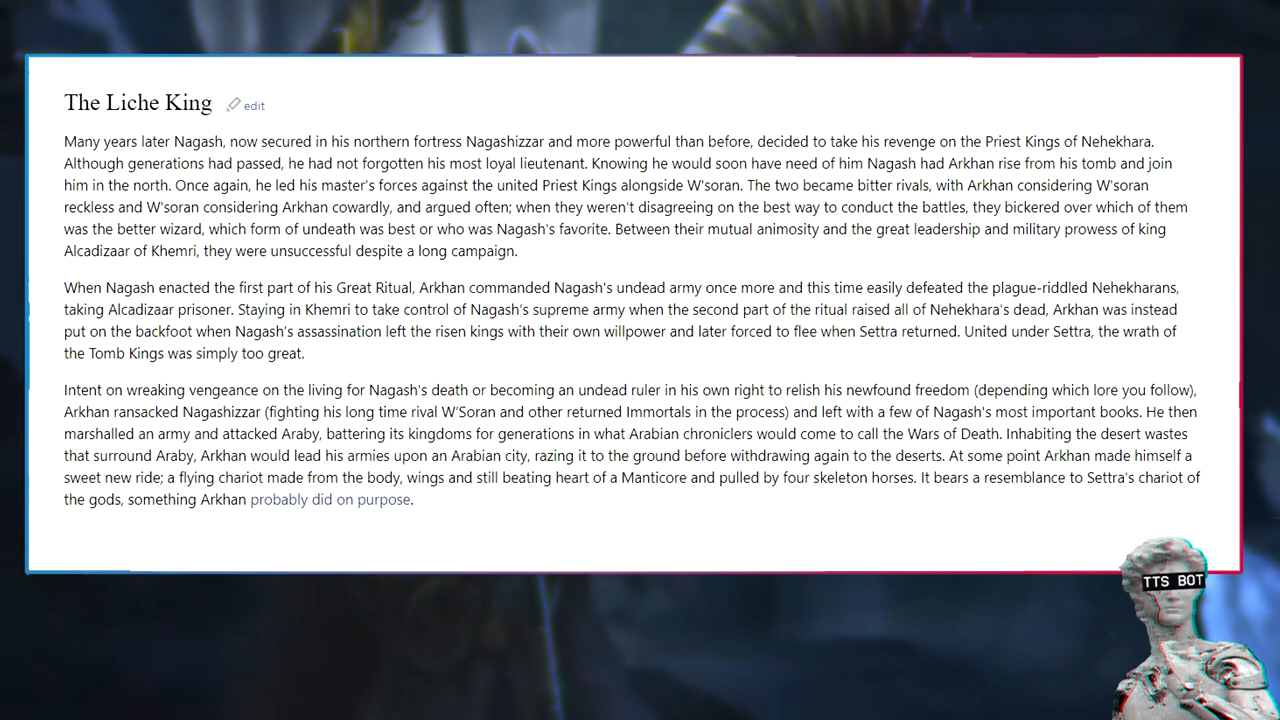 The Liche King edit
Many years later Nagash, now secured in his northern fortress Nagashizzar and more powerful than before, decided to take his revenge on the Priest Kings of Nehekhara.
Although generations had passed, he had not forgotten his most loyal lieutenant. Knowing he would soon have need of him Nagash had Arkhan rise from his tomb and join
him in the north. Once again, he led his master's forces against the united Priest Kings alongside W'soran. The two became bitter rivals, with Arkhan considering W'soran
reckless and W'soran considering Arkhan cowardly, and argued often; when they weren't disagreeing on the best way to conduct the battles, they bickered over which of them
was the better wizard, which form of undeath was best or who was Nagash's favorite. Between their mutual animosity and the great leadership and military prowess of king
Alcadizaar of Khemri, they were unsuccessful despite a long campaign.
When Nagash enacted the first part of his Great Ritual, Arkhan commanded Nagash's undead army once more and this time easily defeated the plague-riddled Nehekharans,
taking Alcadizaar prisoner. Staying in Khemri to take control of Nagash's supreme army when the second part of the ritual raised all of Nehekhara's dead, Arkhan was instead
put on the backfoot when Nagash's assassination left the risen kings with their own willpower and later forced to flee when Settra returned. United under Settra, the wrath of
the Tomb Kings was simply too great.
Intent on wreaking vengeance on the living for Nagash's death or becoming an undead ruler in his own right to relish his newfound freedom (depending which lore you follow),
Arkhan ransacked Nagashizzar (fighting his long time rival W'Soran and other returned Immortals in the process) and left with a few of Nagash's most important books. He then
marshalled an army and attacked Araby, battering its kingdoms for generations in what Arabian chroniclers would come to call the Wars of Death. Inhabiting the desert wastes
that surround Araby, Arkhan would lead his armies upon an Arabian city, razing it to the ground before withdrawing again to the deserts. At some point Arkhan made himself a
sweet new ride; a flying chariot made from the body, wings and still beating heart of a Manticore and pulled by four skeleton horses. It bears a resemblance to Settra's chariot of
the gods, something Arkhan probably did on purpose.
TTS BOT